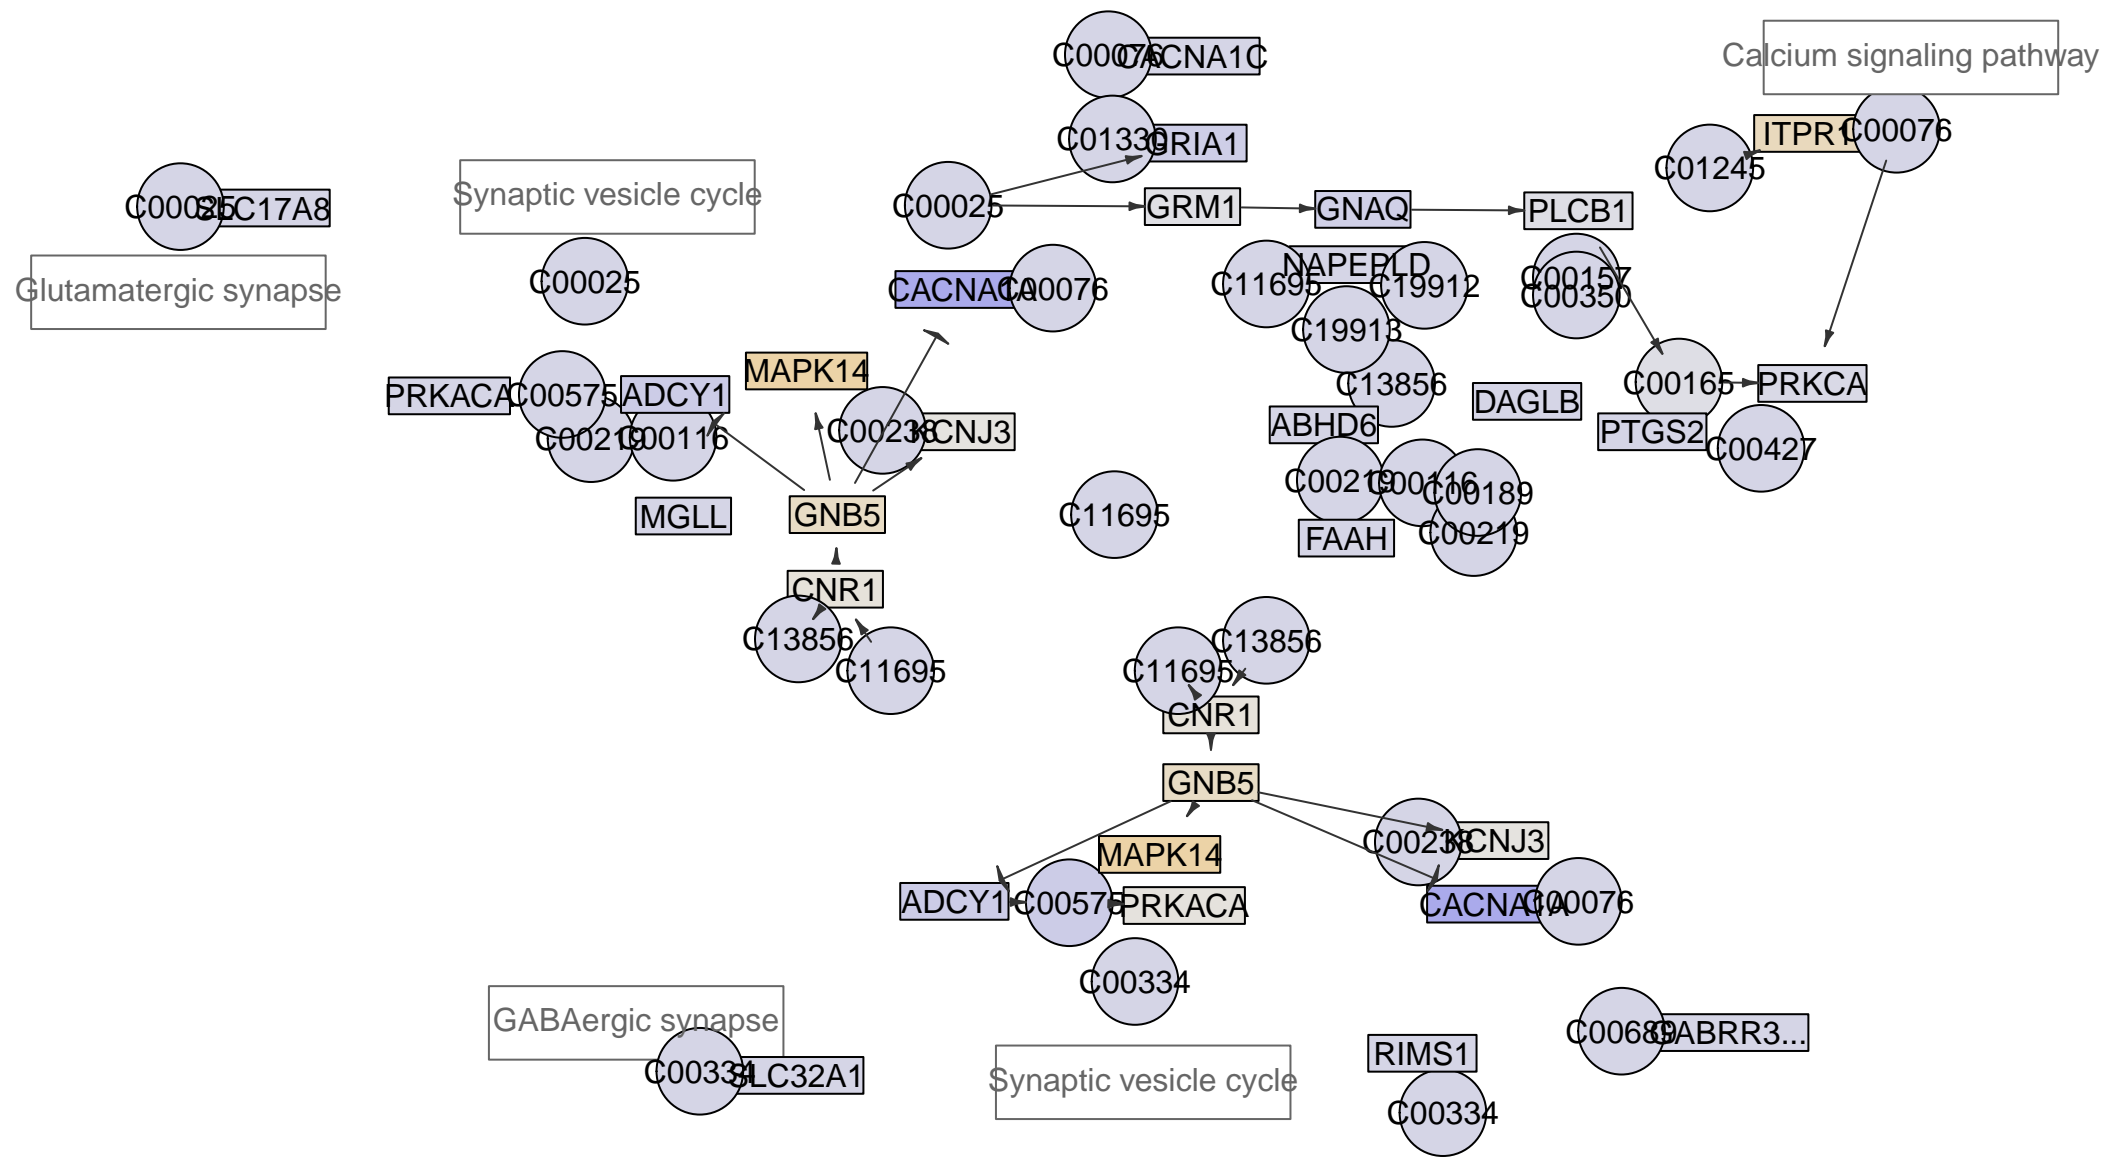 C00076
CACNA1C
Calcium signaling pathway
C01330
GRIA1
ITPR1
C00076
C01245
C00025
SLC17A8
Synaptic vesicle cycle
C00025
GRM1
GNAQ
PLCB1
Glutamatergic synapse
C00025
CACNA1A
C00076
NAPEPLD
C11695
C19912
C00157
C00350
C19913
PRKACA
C00575
ADCY1
MAPK14
C13856
DAGLB
C00165
PRKCA
C00219
C00116
C00238
KCNJ3
ABHD6
PTGS2
C00427
MGLL
GNB5
C11695
C00219
C00116
C00189
FAAH
C00219
CNR1
C13856
C11695
C11695
C13856
CNR1
GNB5
MAPK14
C00238
KCNJ3
ADCY1
C00575
PRKACA
CACNA1A
C00076
C00334
GABAergic synapse
C00334
SLC32A1
Synaptic vesicle cycle
RIMS1
C00334
C00689
GABRR3...